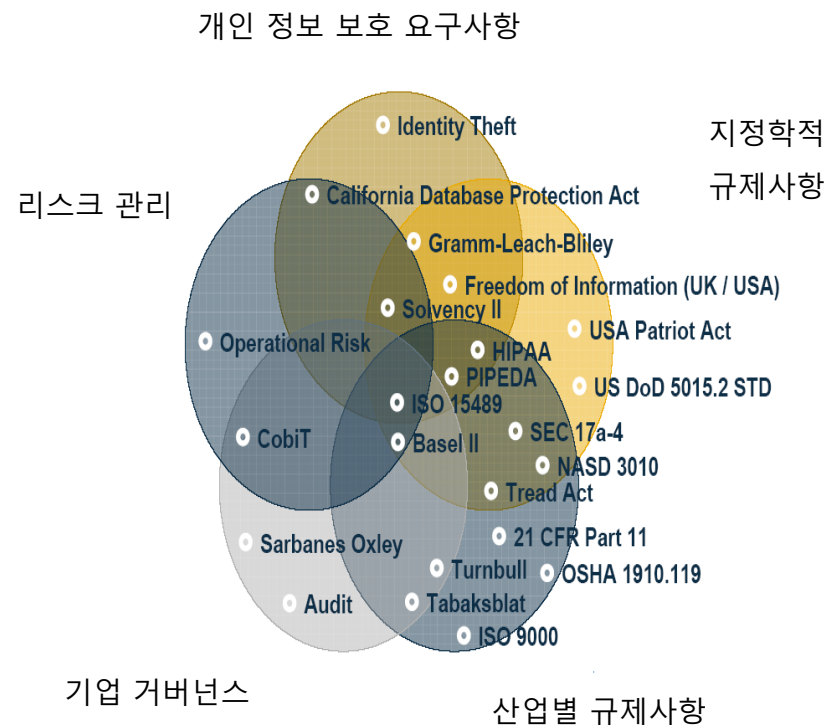 개인 정보 보호 요구사항
지정학적
규제사항
리스크 관리
Identity Theft
California Database Protection Act
Gramm-Leach-Bliley
Freedom of Information (UK / USA)
Solvency II
USA Patriot Act
Operational Risk
HIPAA
PIPEDA
US DoD 5015.2 STD
ISO 15489
CobiT
Basel II
SEC 17a-4
NASD 3010
Tread Act
Sarbanes Oxley
21 CFR Part 11
Turnbull
OSHA 1910.119
Audit
Tabaksblat
ISO 9000
기업 거버넌스
산업별 규제사항